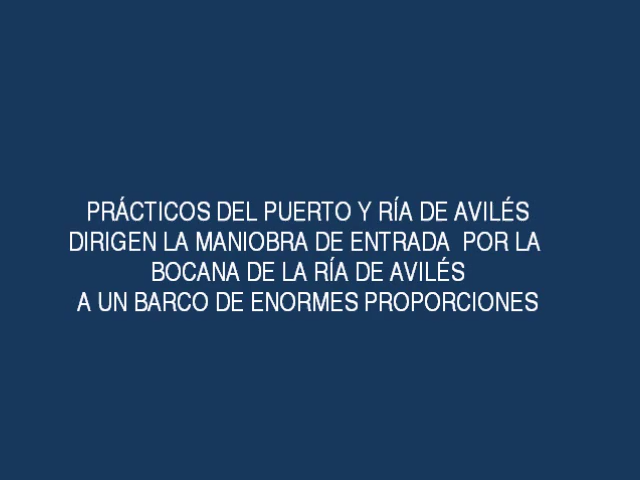 PRÁCTICOS DEL PUERTO Y RÍA DE AVILÉS
DIRIGEN LA MANIOBRA DE ENTRADA POR LA
BOCANA DE LA RÍA DE AVILÉS
A UN BARCO DE ENORMES PROPORCIONES